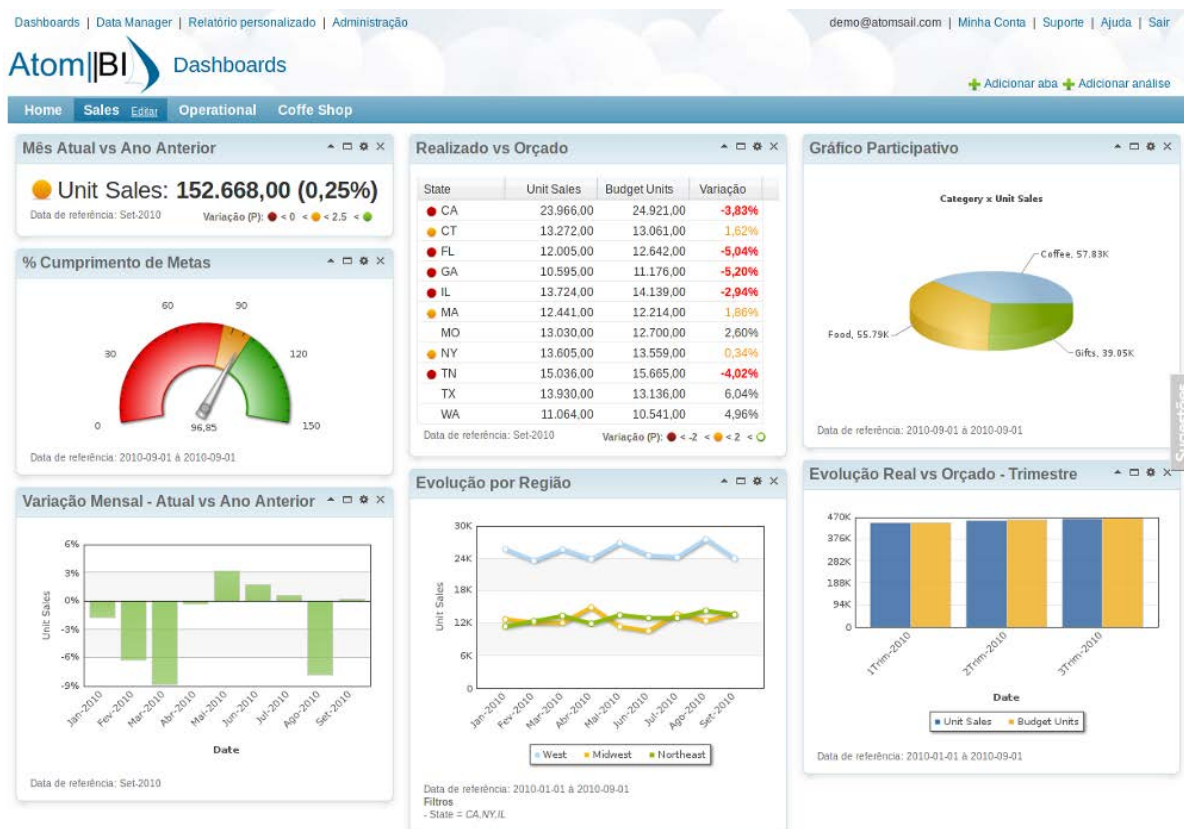 Dashboards | Data Manager | Relatório personalizado | Administração
demo@atomsail.com | Minha Conta | Suporte | Ajuda | Sair
Atom||BI Dashboards
Adicionar aba Adicionar análise
Home Sales Editar Operational Coffe Shop
Mês Atual vs Ano Anterior
Unit Sales: 152.668,00 (0,25%)
Data de referência: Set-2010 Variação (P): < 0 < < 2.5 <
% Cumprimento de Metas
0 30 60 90 120 150
96,85
Data de referência: 2010-09-01 à 2010-09-01
Variação Mensal - Atual vs Ano Anterior
6%
3%
0%
-3%
-6%
-9%
Unit Sales
Jan-2010 Fev-2010 Mar-2010 Abr-2010 Mai-2010 Jun-2010 Jul-2010 Ago-2010 Set-2010
Date
Data de referência: Set-2010
Realizado vs Orçado
State Unit Sales Budget Units Variação
CA 23.966,00 24.921,00 -3,83%
CT 13.272,00 13.061,00 1,62%
FL 12.005,00 12.642,00 -5,04%
GA 10.595,00 11.176,00 -5,20%
IL 13.724,00 14.139,00 -2,94%
MA 12.441,00 12.214,00 1,86%
MO 13.030,00 12.700,00 2,60%
NY 13.605,00 13.559,00 0,34%
TN 15.036,00 15.665,00 -4,02%
TX 13.930,00 13.136,00 6,04%
WA 11.064,00 10.541,00 4,96%
Data de referência: Set-2010 Variação (P): < -2 < < 2 <
Evolução por Região
30K
24K
18K
12K
6K
0
Unit Sales
Jan-2010 Fev-2010 Mar-2010 Abr-2010 Mai-2010 Jun-2010 Jul-2010 Ago-2010 Set-2010
West Midwest Northeast
Data de referência: 2010-01-01 à 2010-09-01
Filtros
- State = CA,NY,IL
Gráfico Participativo
Category x Unit Sales
Coffee, 57.83K
Food, 55.79K
Gifts, 39.05K
Data de referência: 2010-09-01 à 2010-09-01
Sugestões
Evolução Real vs Orçado - Trimestre
470K
376K
282K
188K
94K
0
1Trim-2010 2Trim-2010 3Trim-2010
Date
Unit Sales Budget Units
Data de referência: 2010-01-01 à 2010-09-01